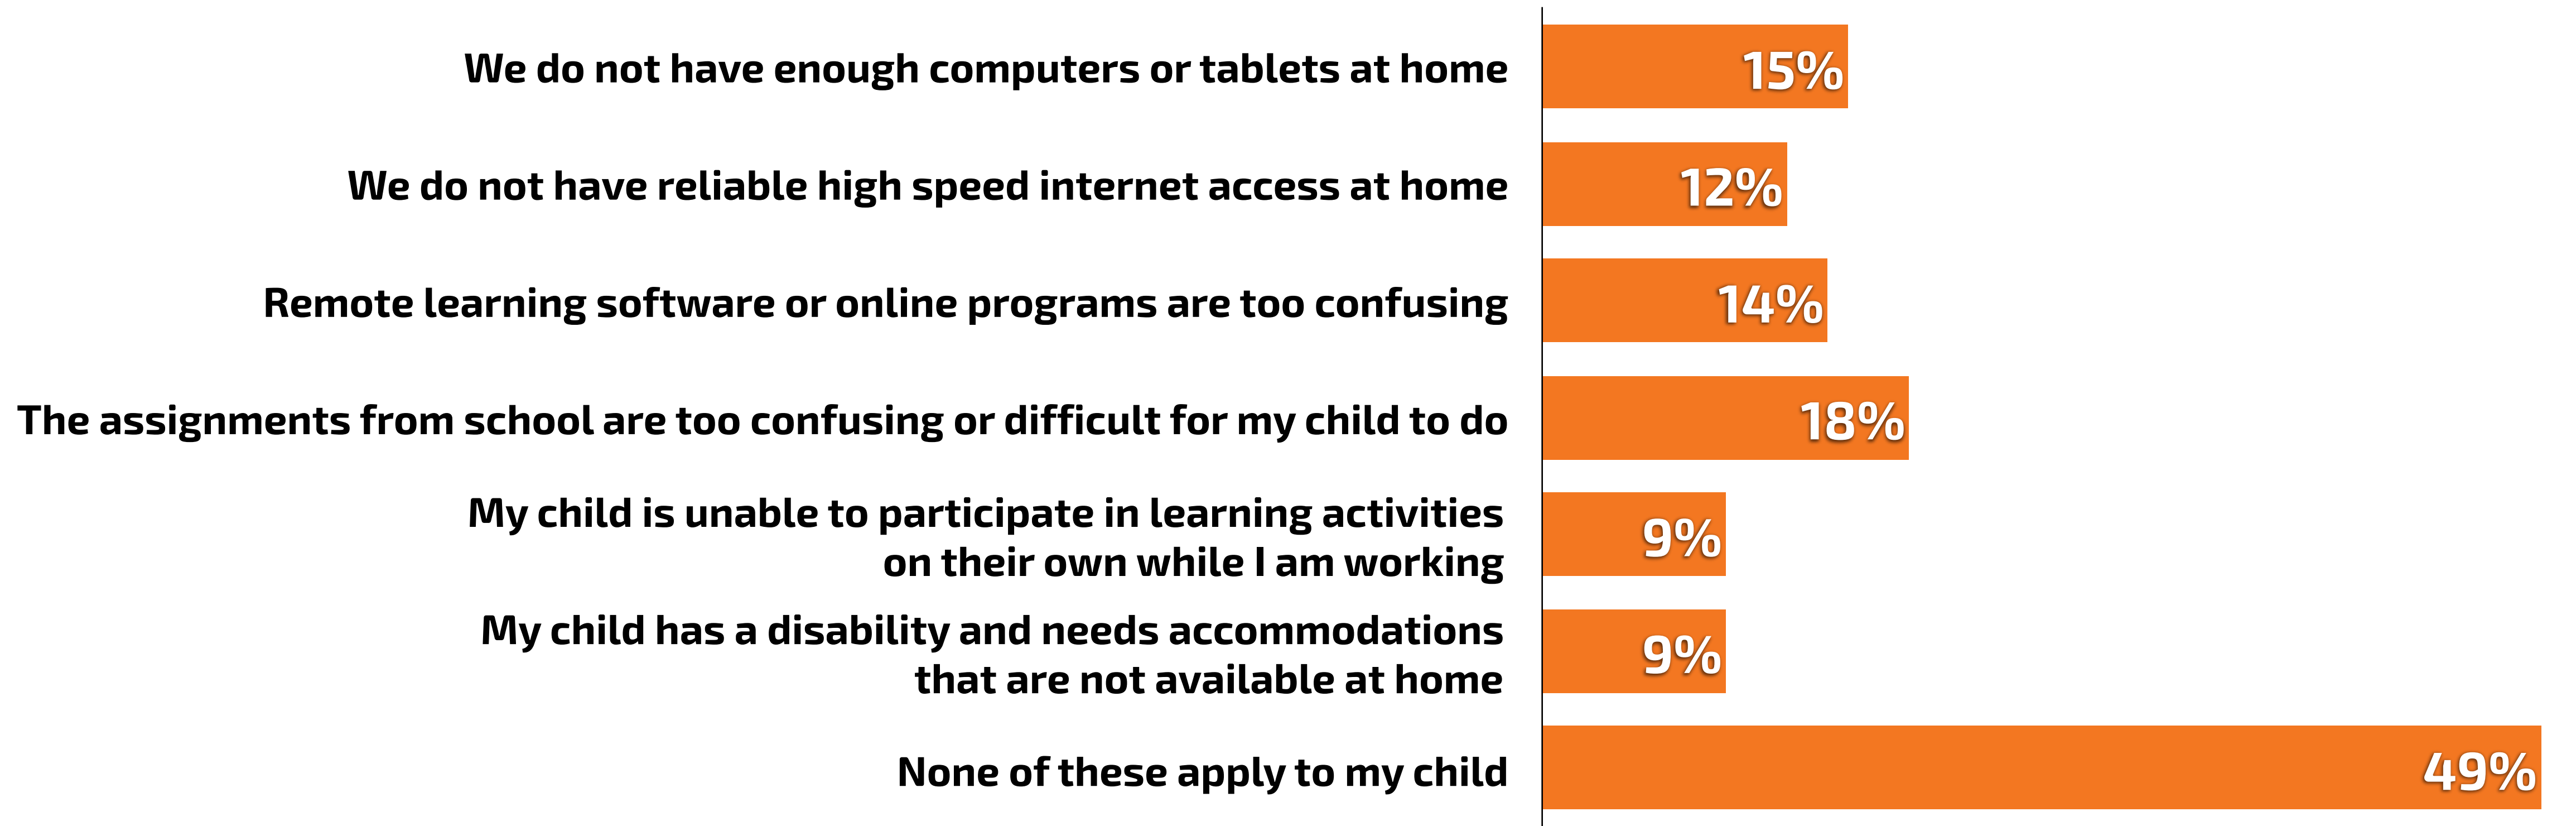 We do not have enough computers or tablets at home 15%
We do not have reliable high speed internet access at home 12%
Remote learning software or online programs are too confusing 14%
The assignments from school are too confusing or difficult for my child to do 18%
My child is unable to participate in learning activities
on their own while I am working 9%
My child has a disability and needs accommodations
that are not available at home 9%
None of these apply to my child 49%